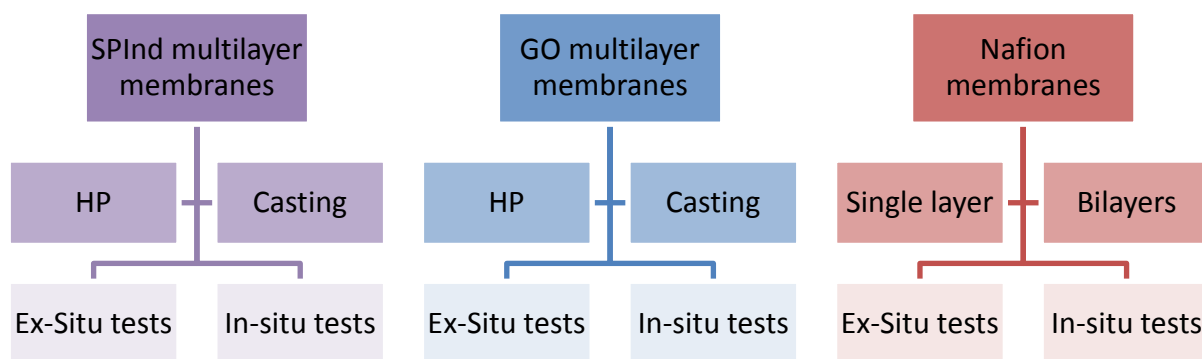 SPInd multilayer
membranes
GO multilayer
membranes
Nafion
membranes
HP
Casting
HP
Casting
Single layer
Bilayers
Ex-Situ tests
In-situ tests
Ex-Situ tests
In-situ tests
Ex-Situ tests
In-situ tests